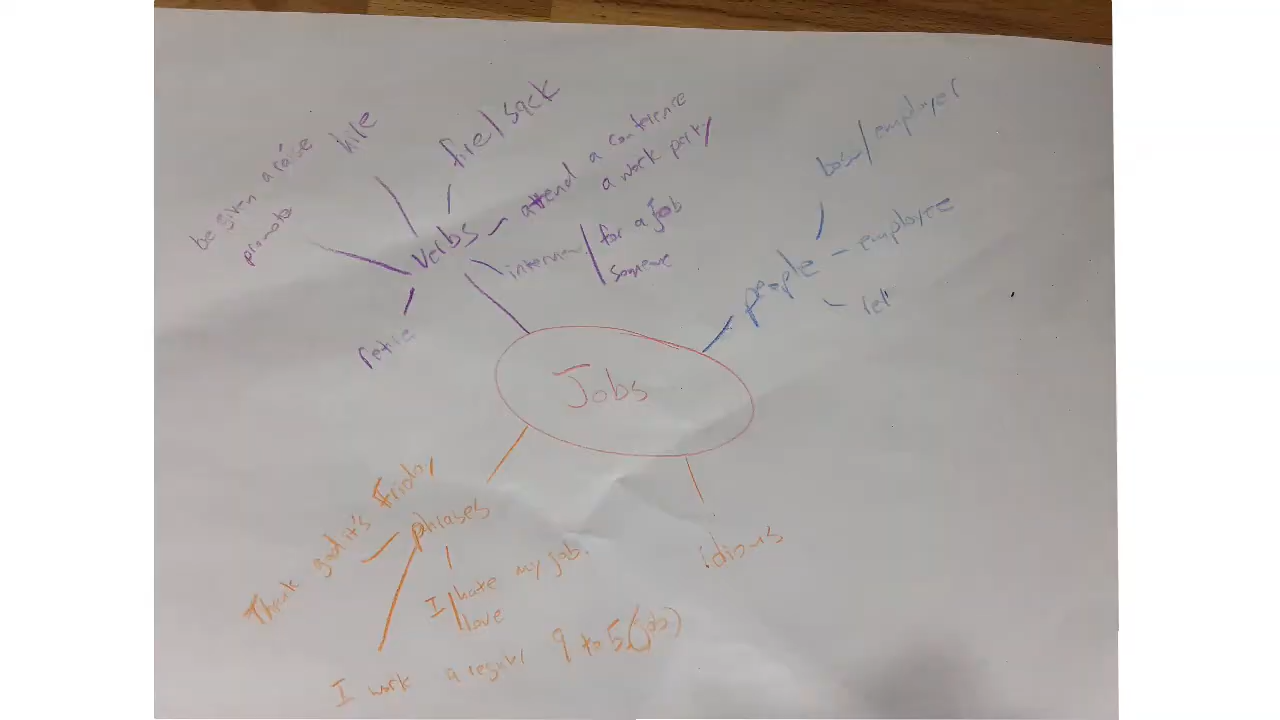 be given a raise
promote
hire
fire/sack
attend a conference
a work party
Verbs
interview
for a job
someone
retire
boss/employer
people
employee
Jobs
Thank good it's Friday
phrases
I hate my job.
love
I work a regular 9 to 5 (job)
idioms